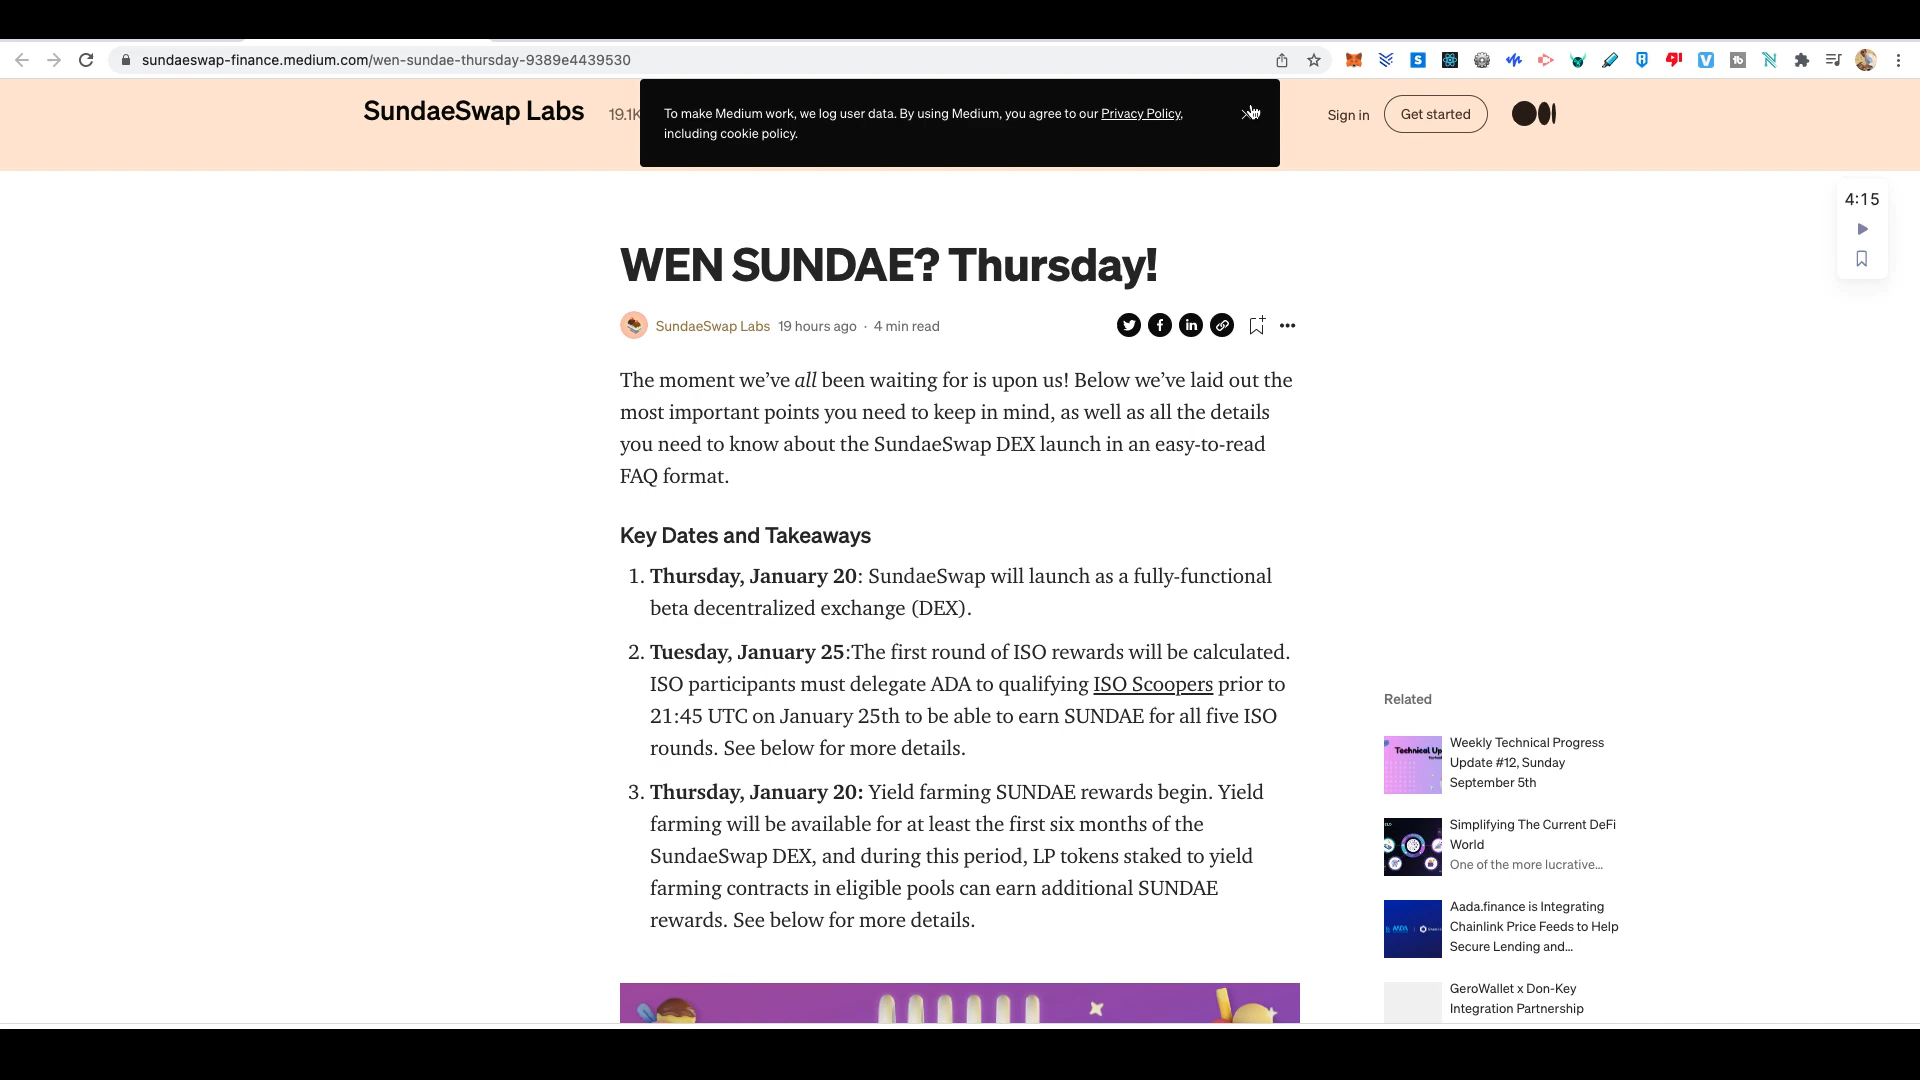 sundaeswap-finance.medium.com/wen-sundae-thursday-9389e4439530
SundaeSwap Labs
19.1K
To make Medium work, we log user data. By using Medium, you agree to our Privacy Policy,
including cookie policy.
Sign in
Get started
4:15
WEN SUNDAE? Thursday!
SundaeSwap Labs 19 hours ago · 4 min read
The moment we've all been waiting for is upon us! Below we've laid out the
most important points you need to keep in mind, as well as all the details
you need to know about the SundaeSwap DEX launch in an easy-to-read
FAQ format.
Key Dates and Takeaways
1. Thursday, January 20: SundaeSwap will launch as a fully-functional
beta decentralized exchange (DEX).
2. Tuesday, January 25:The first round of ISO rewards will be calculated.
ISO participants must delegate ADA to qualifying ISO Scoopers prior to
21:45 UTC on January 25th to be able to earn SUNDAE for all five ISO
rounds. See below for more details.
3. Thursday, January 20: Yield farming SUNDAE rewards begin. Yield
farming will be available for at least the first six months of the
SundaeSwap DEX, and during this period, LP tokens staked to yield
farming contracts in eligible pools can earn additional SUNDAE
rewards. See below for more details.
Related
Technical Up
Weekly Technical Progress
Update #12, Sunday
September 5th
Simplifying The Current DeFi
World
One of the more lucrative...
Aada.finance is Integrating
Chainlink Price Feeds to Help
Secure Lending and...
GeroWallet x Don-Key
Integration Partnership